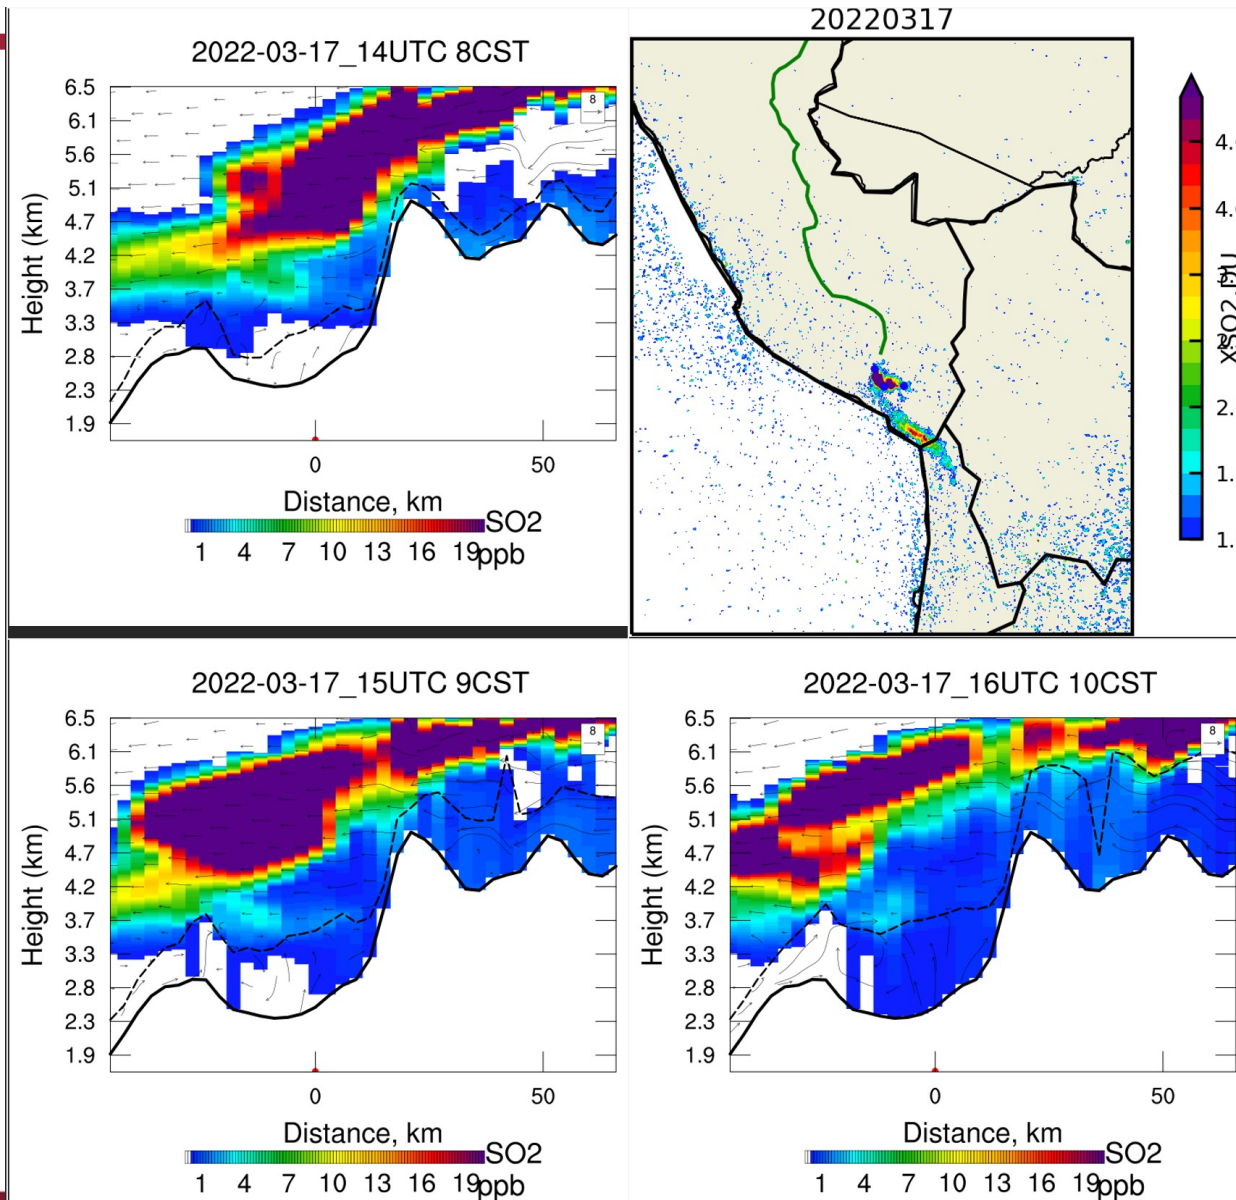 2022-03-17_14UTC 8CST
6.5
6.1
5.6
5.1
4.7
4.2
3.7
3.3
2.8
2.3
1.9
Height (km)
8
0 50
Distance, km
SO2
1 4 7 10 13 16 19ppb
20220317
4.
4.
2.
1.
1.
xSO2,DU
2022-03-17_15UTC 9CST
6.5
6.1
5.6
5.1
4.7
4.2
3.7
3.3
2.8
2.3
1.9
Height (km)
8
0 50
Distance, km
SO2
1 4 7 10 13 16 19ppb
2022-03-17_16UTC 10CST
6.5
6.1
5.6
5.1
4.7
4.2
3.7
3.3
2.8
2.3
1.9
Height (km)
8
0 50
Distance, km
SO2
1 4 7 10 13 16 19ppb